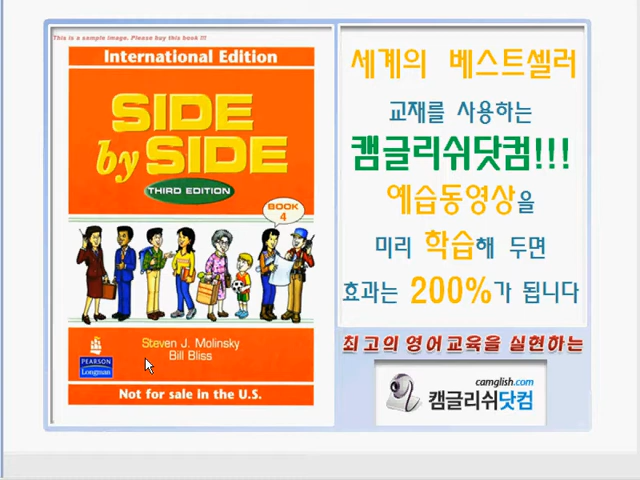 This is a sample image. Please buy this book !!!
International Edition
SIDE
by SIDE
THIRD EDITION
BOOK
4
Steven J. Molinsky
Bill Bliss
PEARSON
Longman
Not for sale in the U.S.
세계의 베스트셀러
교재를 사용하는
캠글리쉬닷컴!!!
예습동영상을
미리 학습해 두면
효과는 200%가 됩니다
최고의 영어교육을 실현하는
camglish.com
캠글리쉬닷컴